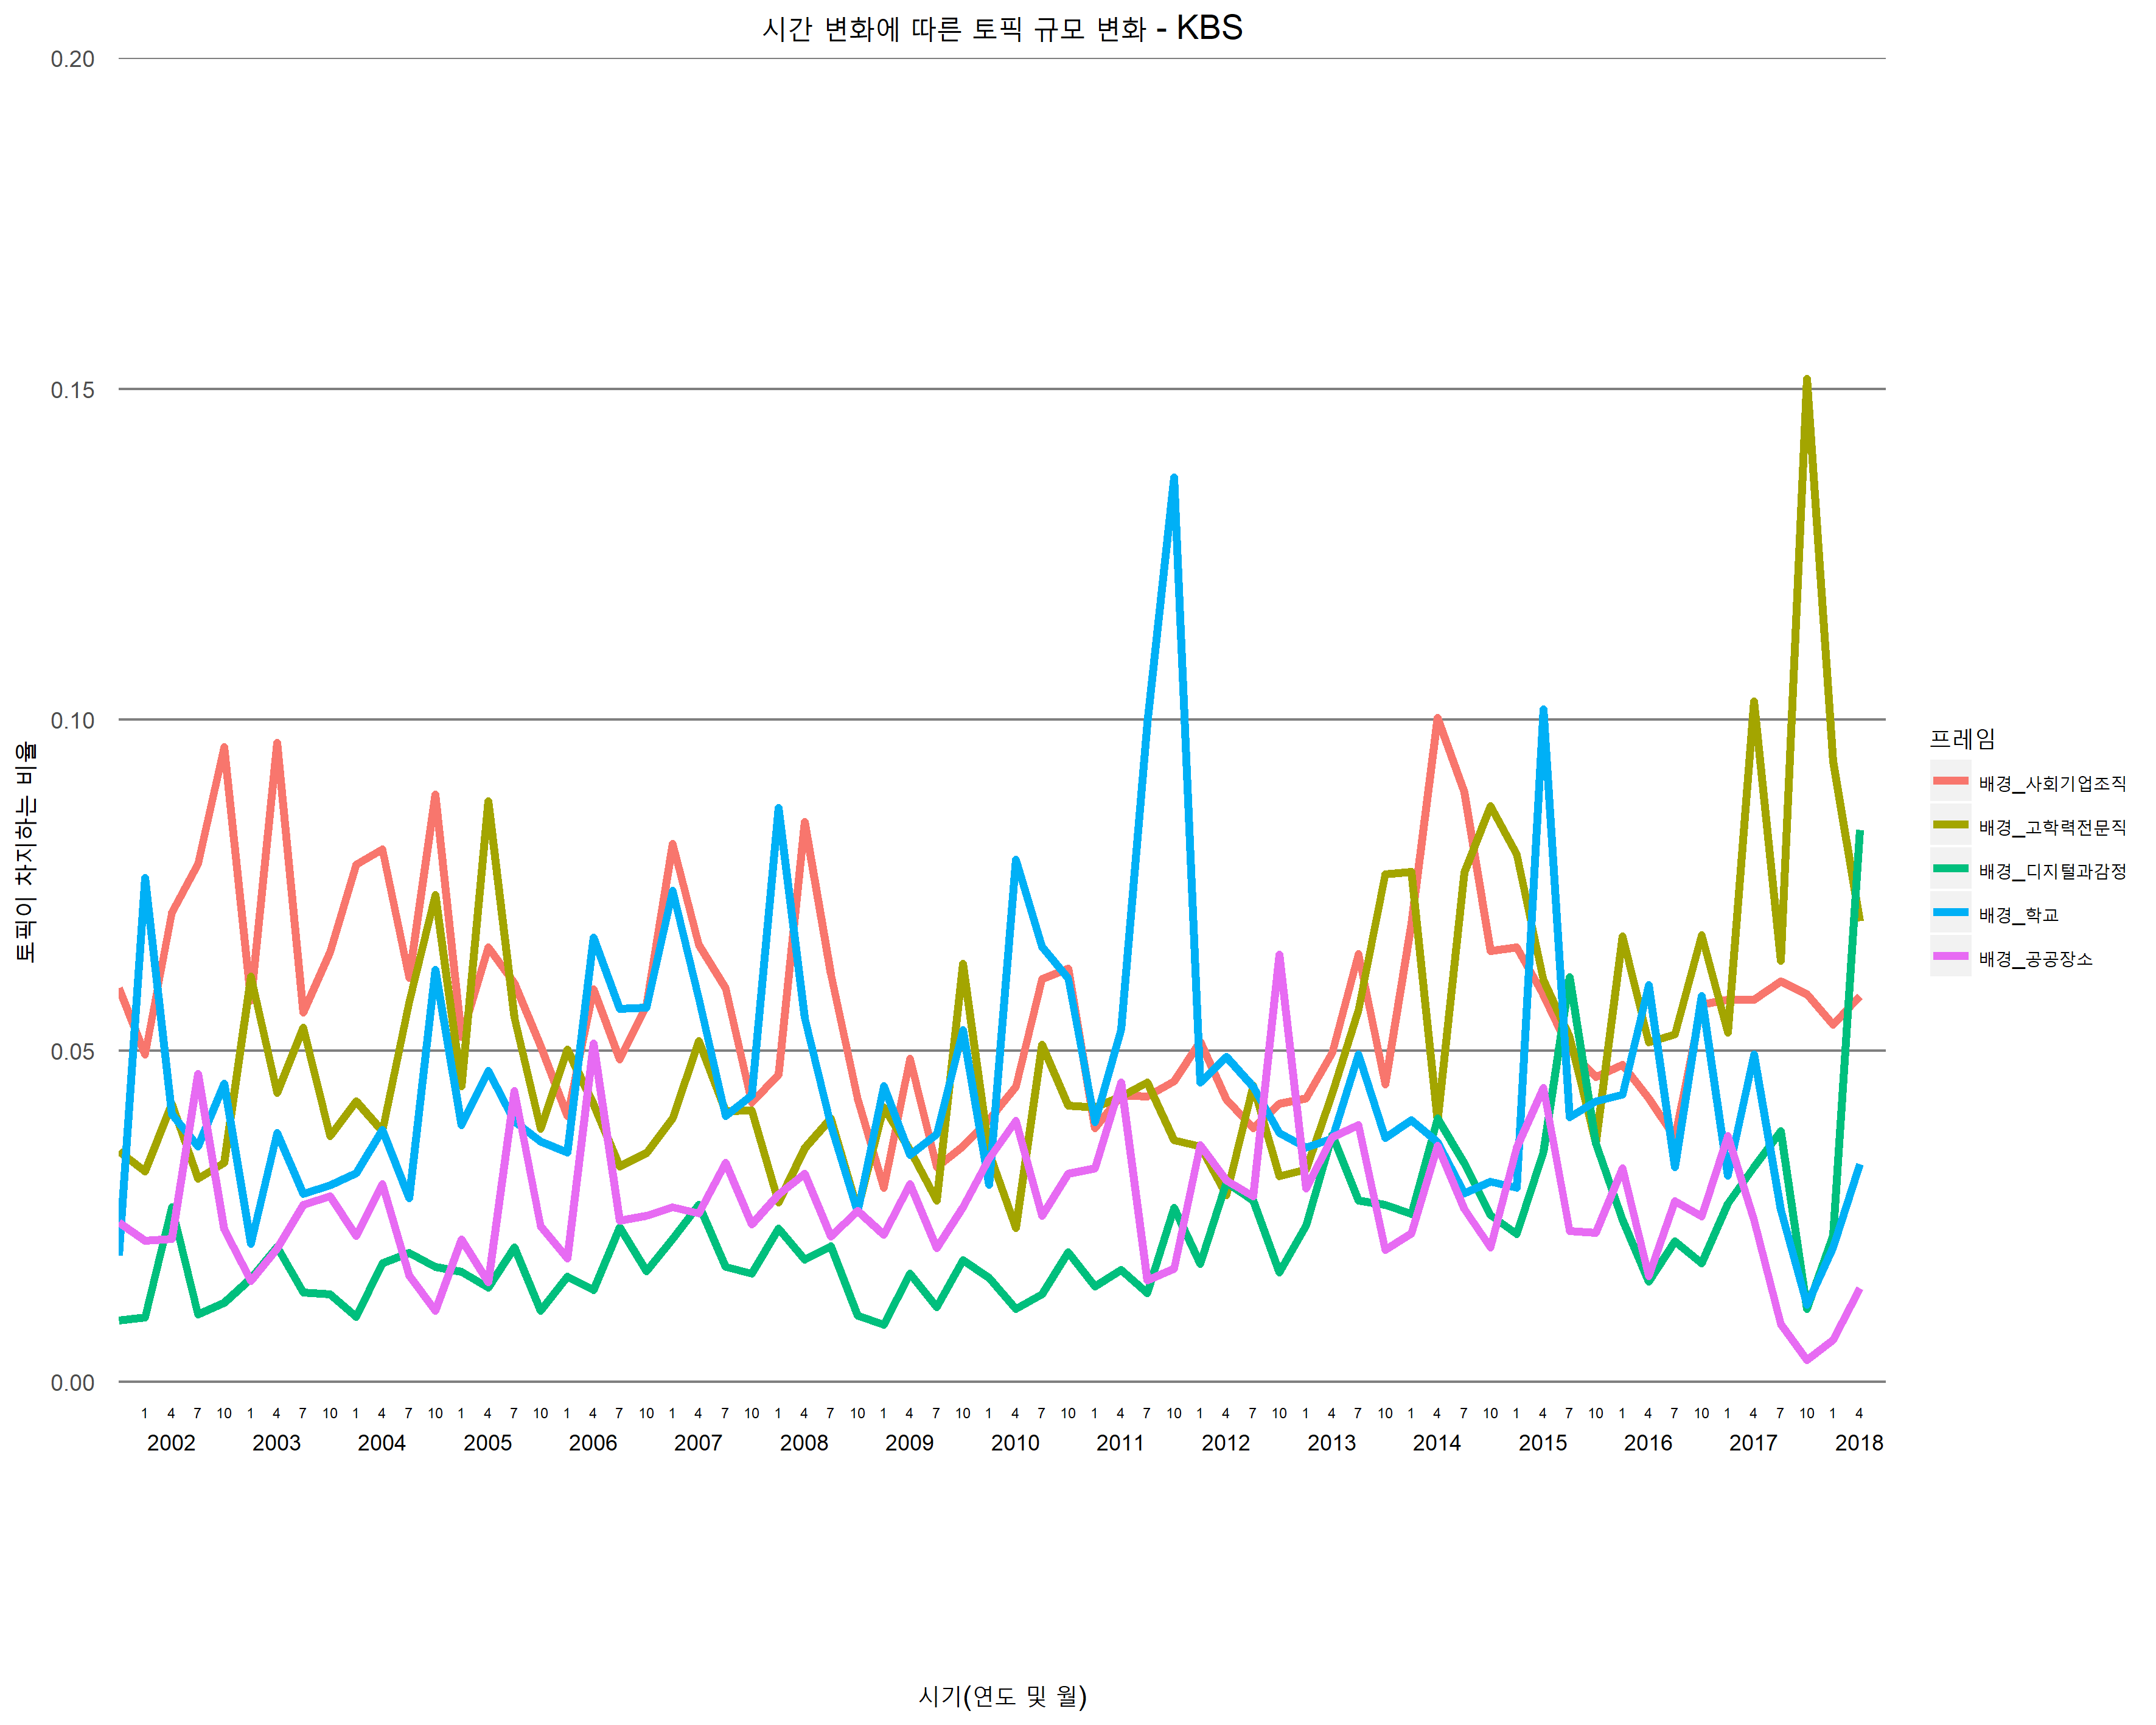 시간 변화에 따른 토픽 규모 변화 - KBS
토픽이 차지하는 비율
0.20
0.15
0.10
0.05
0.00
1 4 7 10 1 4 7 10 1 4 7 10 1 4 7 10 1 4 7 10 1 4 7 10 1 4 7 10 1 4 7 10 1 4 7 10 1 4 7 10 1 4 7 10 1 4 7 10 1 4 7 10 1 4 7 10 1 4 7 10 1 4 7 10 1 4
2002 2003 2004 2005 2006 2007 2008 2009 2010 2011 2012 2013 2014 2015 2016 2017 2018
시기(연도 및 월)
프레임
배경_사회기업조직
배경_고학력전문직
배경_디지털과감정
배경_학교
배경_공공장소